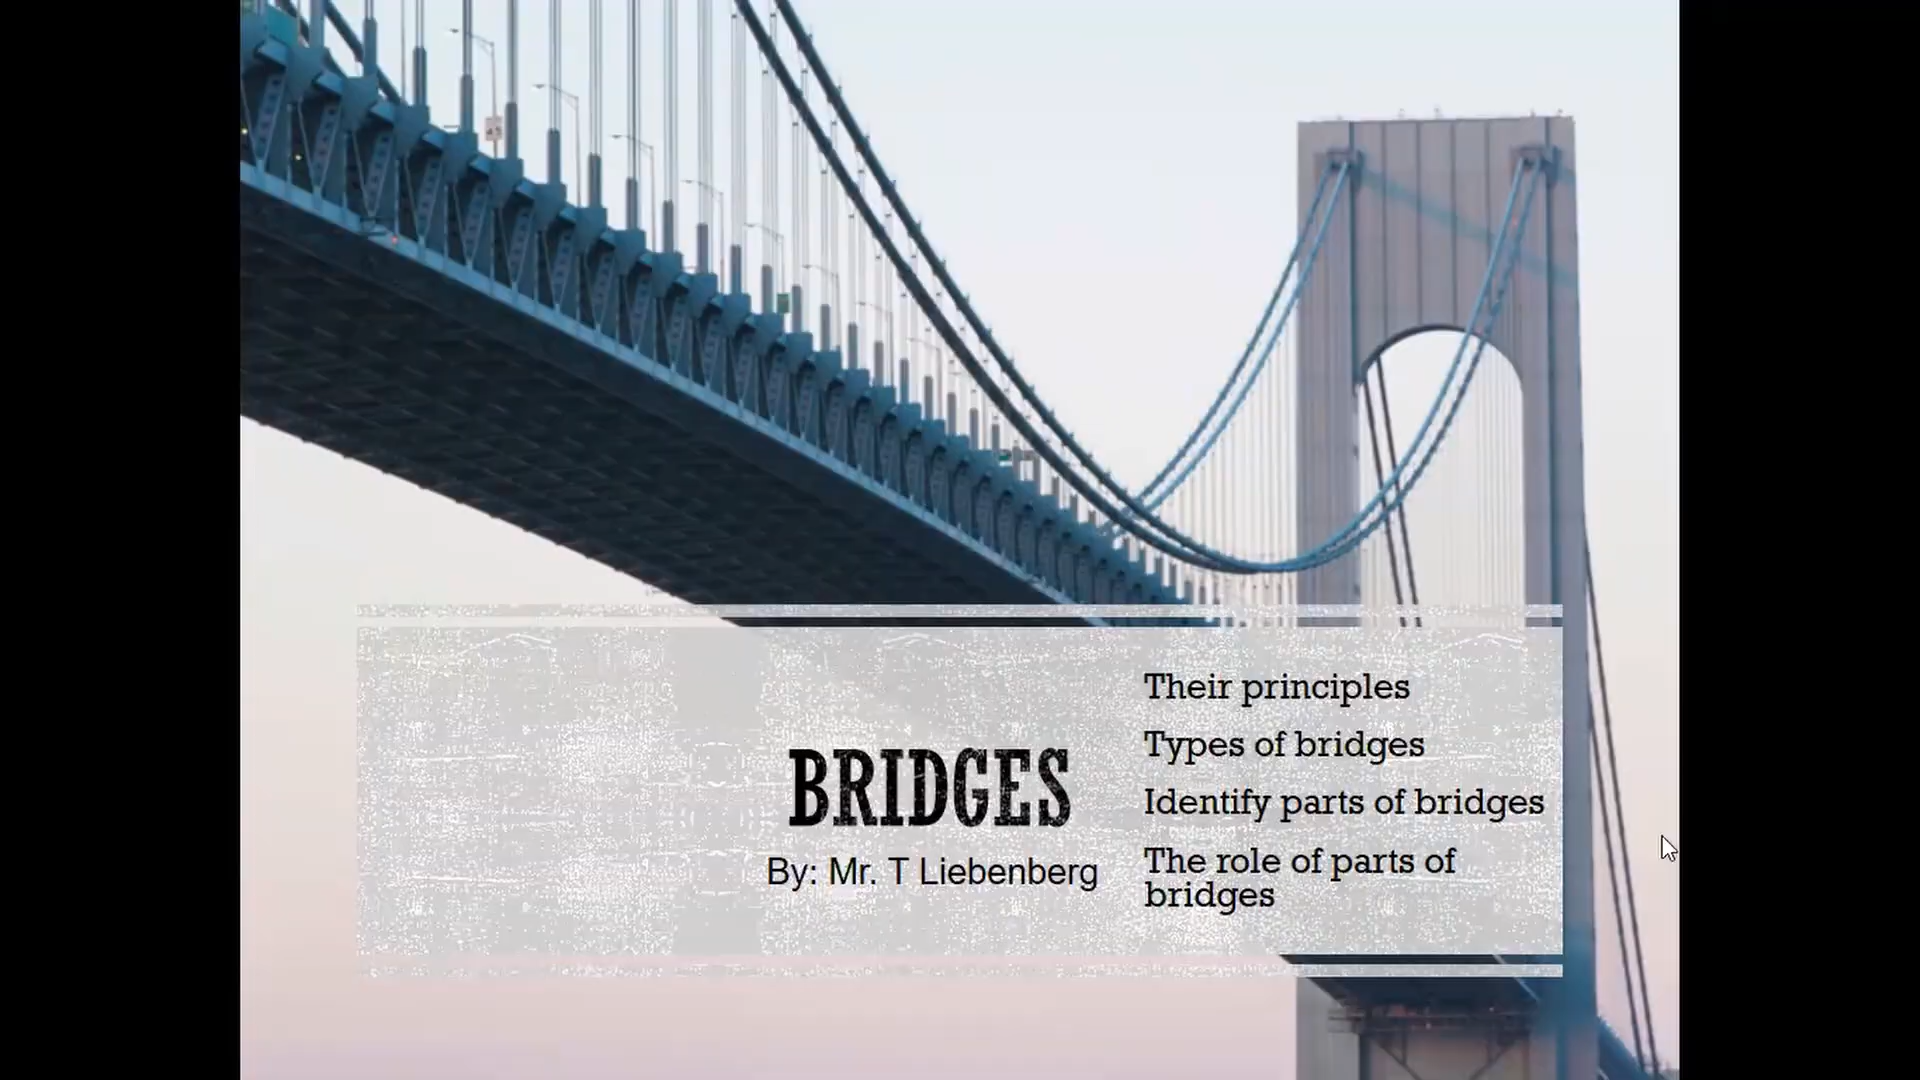 BRIDGES
By: Mr. T Liebenberg
Their principles
Types of bridges
Identify parts of bridges
The role of parts of
bridges